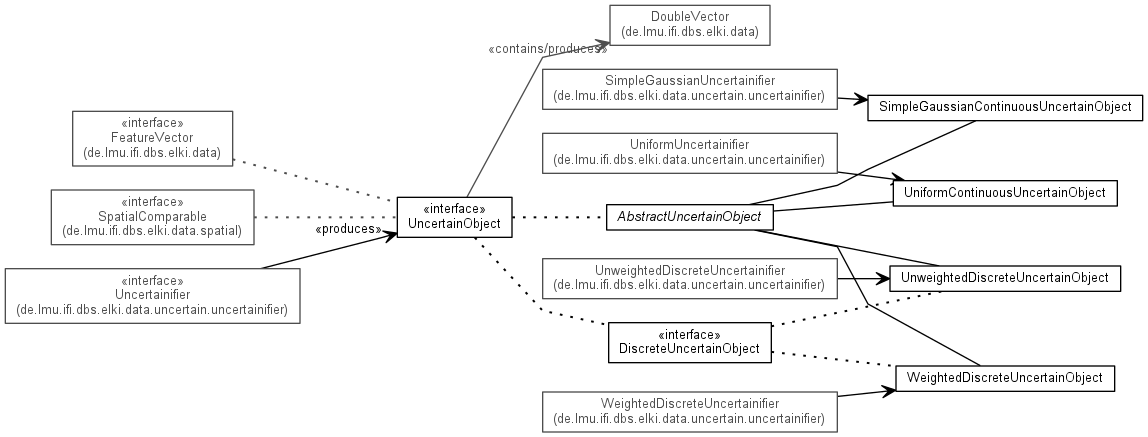 DoubleVector
(de.lmu.ifi.dbs.elki.data)
«contains/produces»
SimpleGaussianUncertainifier
(de.lmu.ifi.dbs.elki.data.uncertain.uncertainifier)
SimpleGaussianContinuousUncertainObject
«interface»
FeatureVector
(de.lmu.ifi.dbs.elki.data)
UniformUncertainifier
(de.lmu.ifi.dbs.elki.data.uncertain.uncertainifier)
UniformContinuousUncertainObject
«interface»
SpatialComparable
(de.lmu.ifi.dbs.elki.data.spatial)
«produces»
«interface»
UncertainObject
AbstractUncertainObject
«interface»
Uncertainifier
(de.lmu.ifi.dbs.elki.data.uncertain.uncertainifier)
UnweightedDiscreteUncertainifier
(de.lmu.ifi.dbs.elki.data.uncertain.uncertainifier)
UnweightedDiscreteUncertainObject
«interface»
DiscreteUncertainObject
WeightedDiscreteUncertainObject
WeightedDiscreteUncertainifier
(de.lmu.ifi.dbs.elki.data.uncertain.uncertainifier)